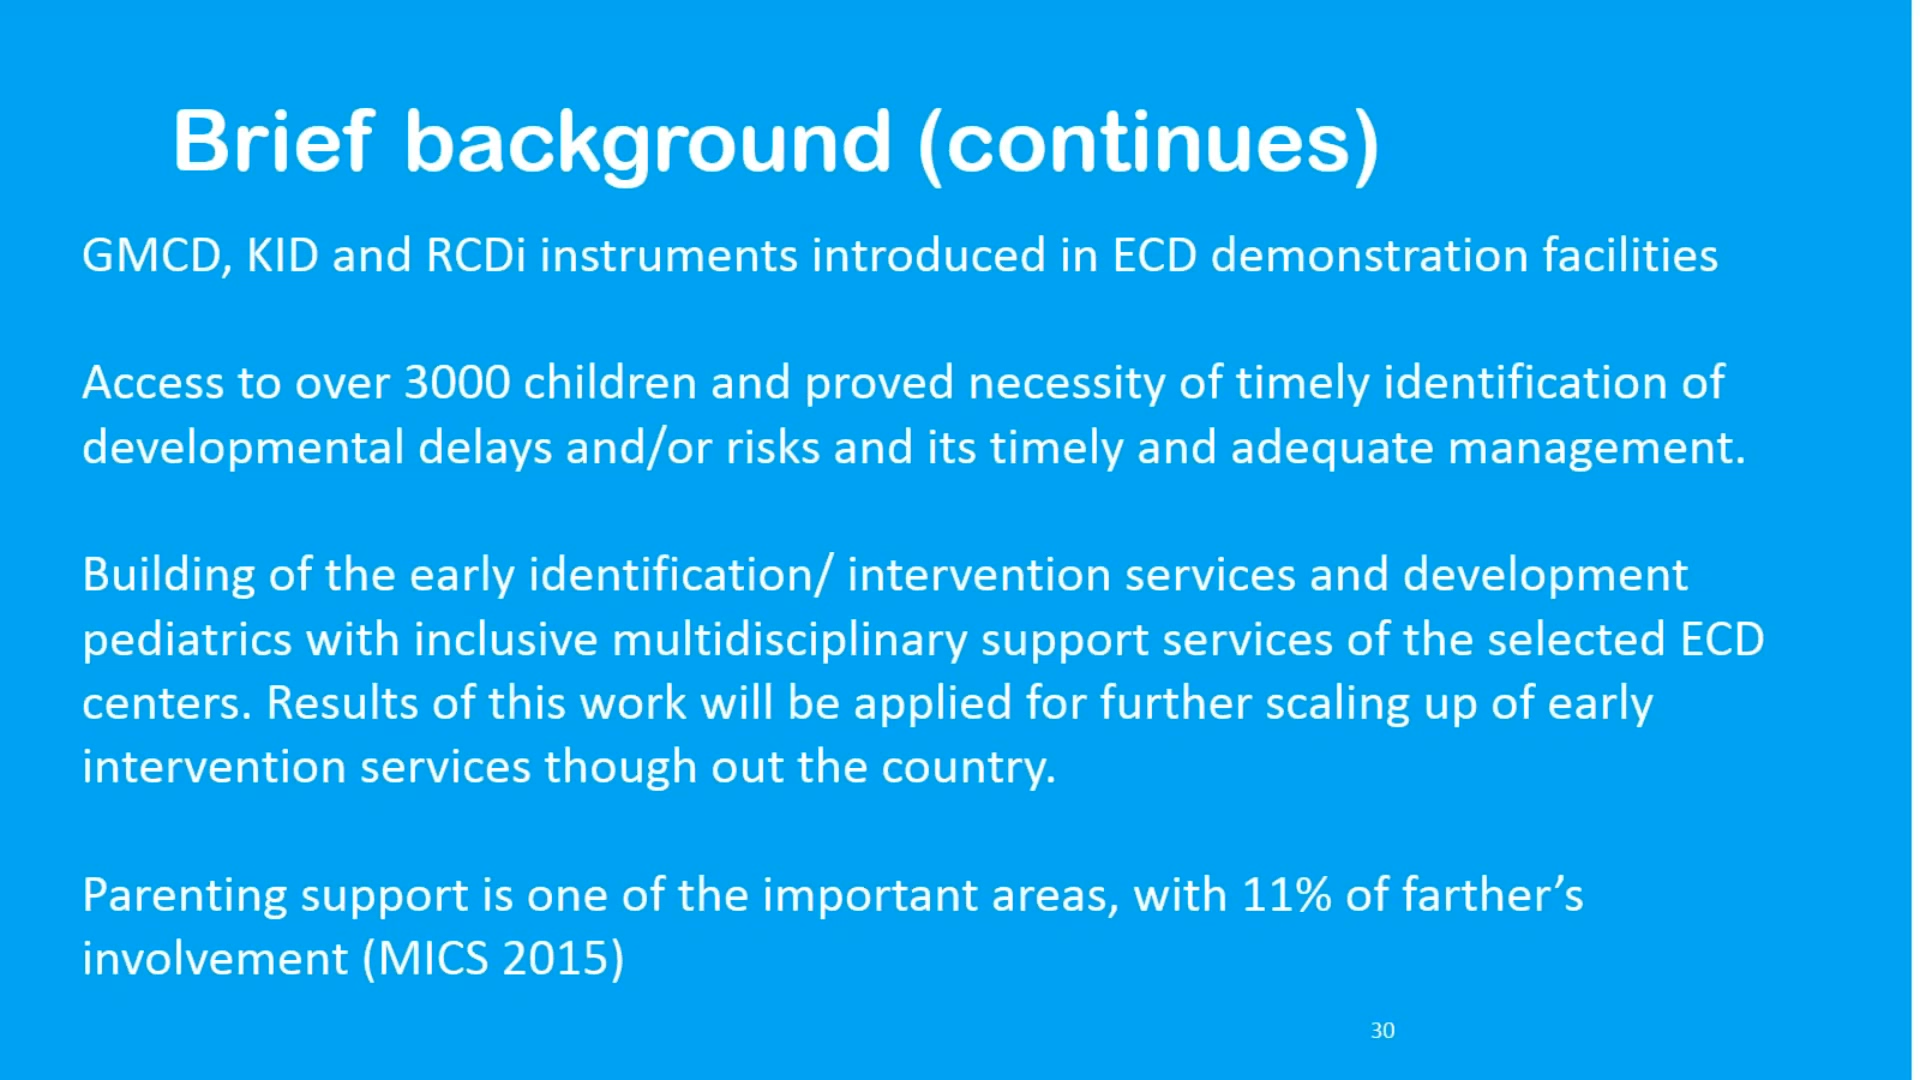 Brief background (continues)
GMCD, KID and RCDi instruments introduced in ECD demonstration facilities
Access to over 3000 children and proved necessity of timely identification of
developmental delays and/or risks and its timely and adequate management.
Building of the early identification/ intervention services and development
pediatrics with inclusive multidisciplinary support services of the selected ECD
centers. Results of this work will be applied for further scaling up of early
intervention services though out the country.
Parenting support is one of the important areas, with 11% of farther’s
involvement (MICS 2015)
30